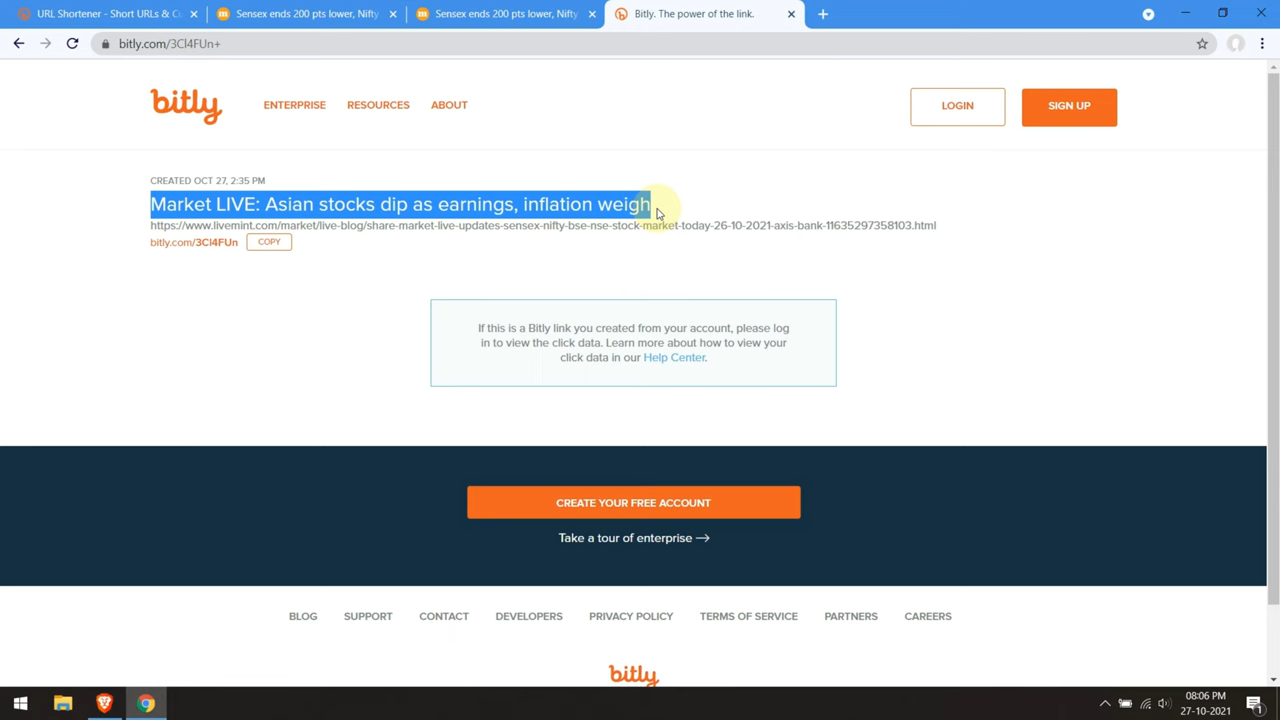 URL Shortener - Short URLs & Cu
Sensex ends 200 pts lower, Nifty
Sensex ends 200 pts lower, Nifty
Bitly. The power of the link.
bitly.com/3Cl4FUn+
bitly
ENTERPRISE
RESOURCES
ABOUT
LOGIN
SIGN UP
CREATED OCT 27, 2:35 PM
Market LIVE: Asian stocks dip as earnings, inflation weigh
https://www.livemint.com/market/live-blog/share-market-live-updates-sensex-nifty-bse-nse-stock-market-today-26-10-2021-axis-bank-11635297358103.html
bitly.com/3Cl4FUn
COPY
If this is a Bitly link you created from your account, please log
in to view the click data. Learn more about how to view your
click data in our Help Center.
CREATE YOUR FREE ACCOUNT
Take a tour of enterprise →
BLOG
SUPPORT
CONTACT
DEVELOPERS
PRIVACY POLICY
TERMS OF SERVICE
PARTNERS
CAREERS
bitly
08:06 PM
27-10-2021
1